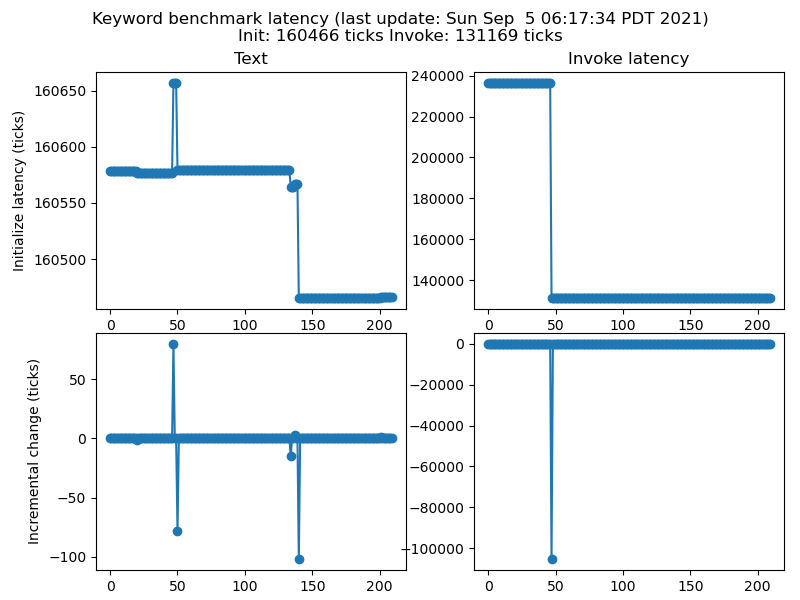 Keyword benchmark latency (last update: Sun Sep  5 06:17:34 PDT 2021)
Init: 160466 ticks Invoke: 131169 ticks
Text
Invoke latency
Initialize latency (ticks)
160650
160600
160550
160500
0 50 100 150 200
240000
220000
200000
180000
160000
140000
0 50 100 150 200
Incremental change (ticks)
50
0
−50
−100
0 50 100 150 200
0
−20000
−40000
−60000
−80000
−100000
0 50 100 150 200